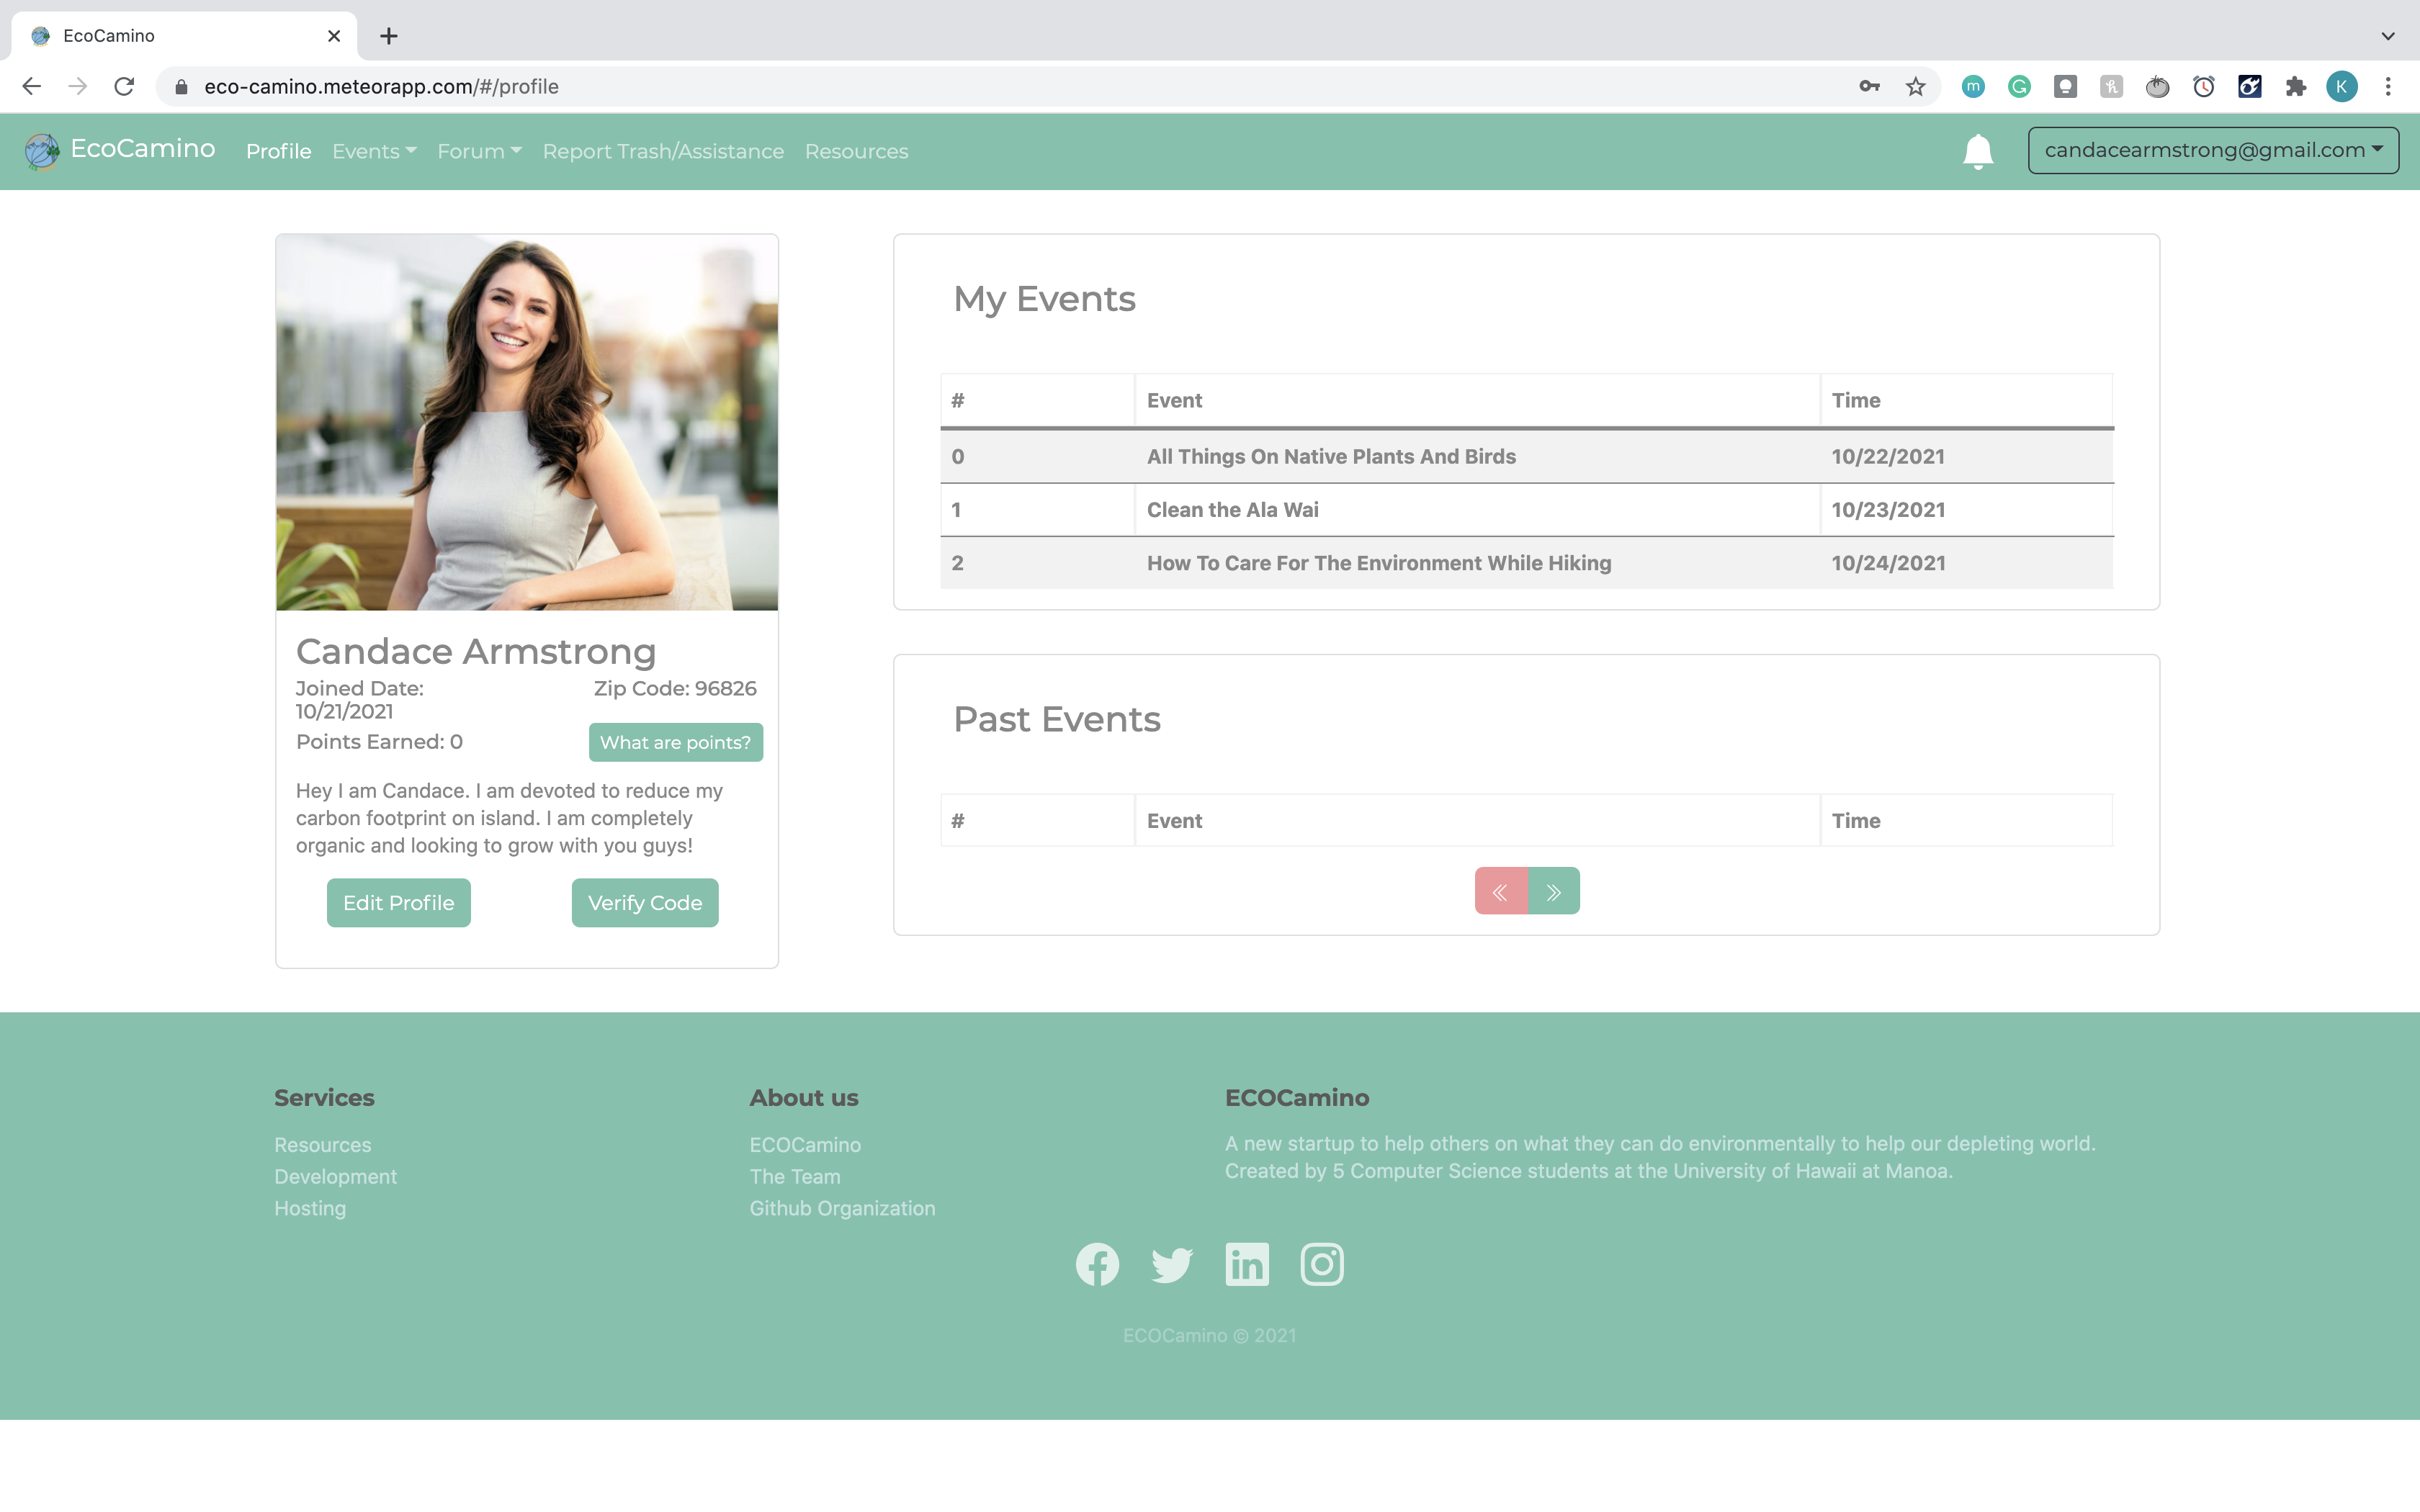 EcoCamino
eco-camino.meteorapp.com/#/profile
m
G
K
EcoCamino Profile Events Forum Report Trash/Assistance Resources
candacearmstrong@gmail.com
Candace Armstrong
Joined Date:
10/21/2021
Zip Code: 96826
Points Earned: 0
What are points?
Hey I am Candace. I am devoted to reduce my
carbon footprint on island. I am completely
organic and looking to grow with you guys!
Edit Profile
Verify Code
My Events
# Event Time
0 All Things On Native Plants And Birds 10/22/2021
1 Clean the Ala Wai 10/23/2021
2 How To Care For The Environment While Hiking 10/24/2021
Past Events
# Event Time
Services
Resources
Development
Hosting
About us
ECOCamino
The Team
Github Organization
ECOCamino
A new startup to help others on what they can do environmentally to help our depleting world.
Created by 5 Computer Science students at the University of Hawaii at Manoa.
in
ECOCamino © 2021